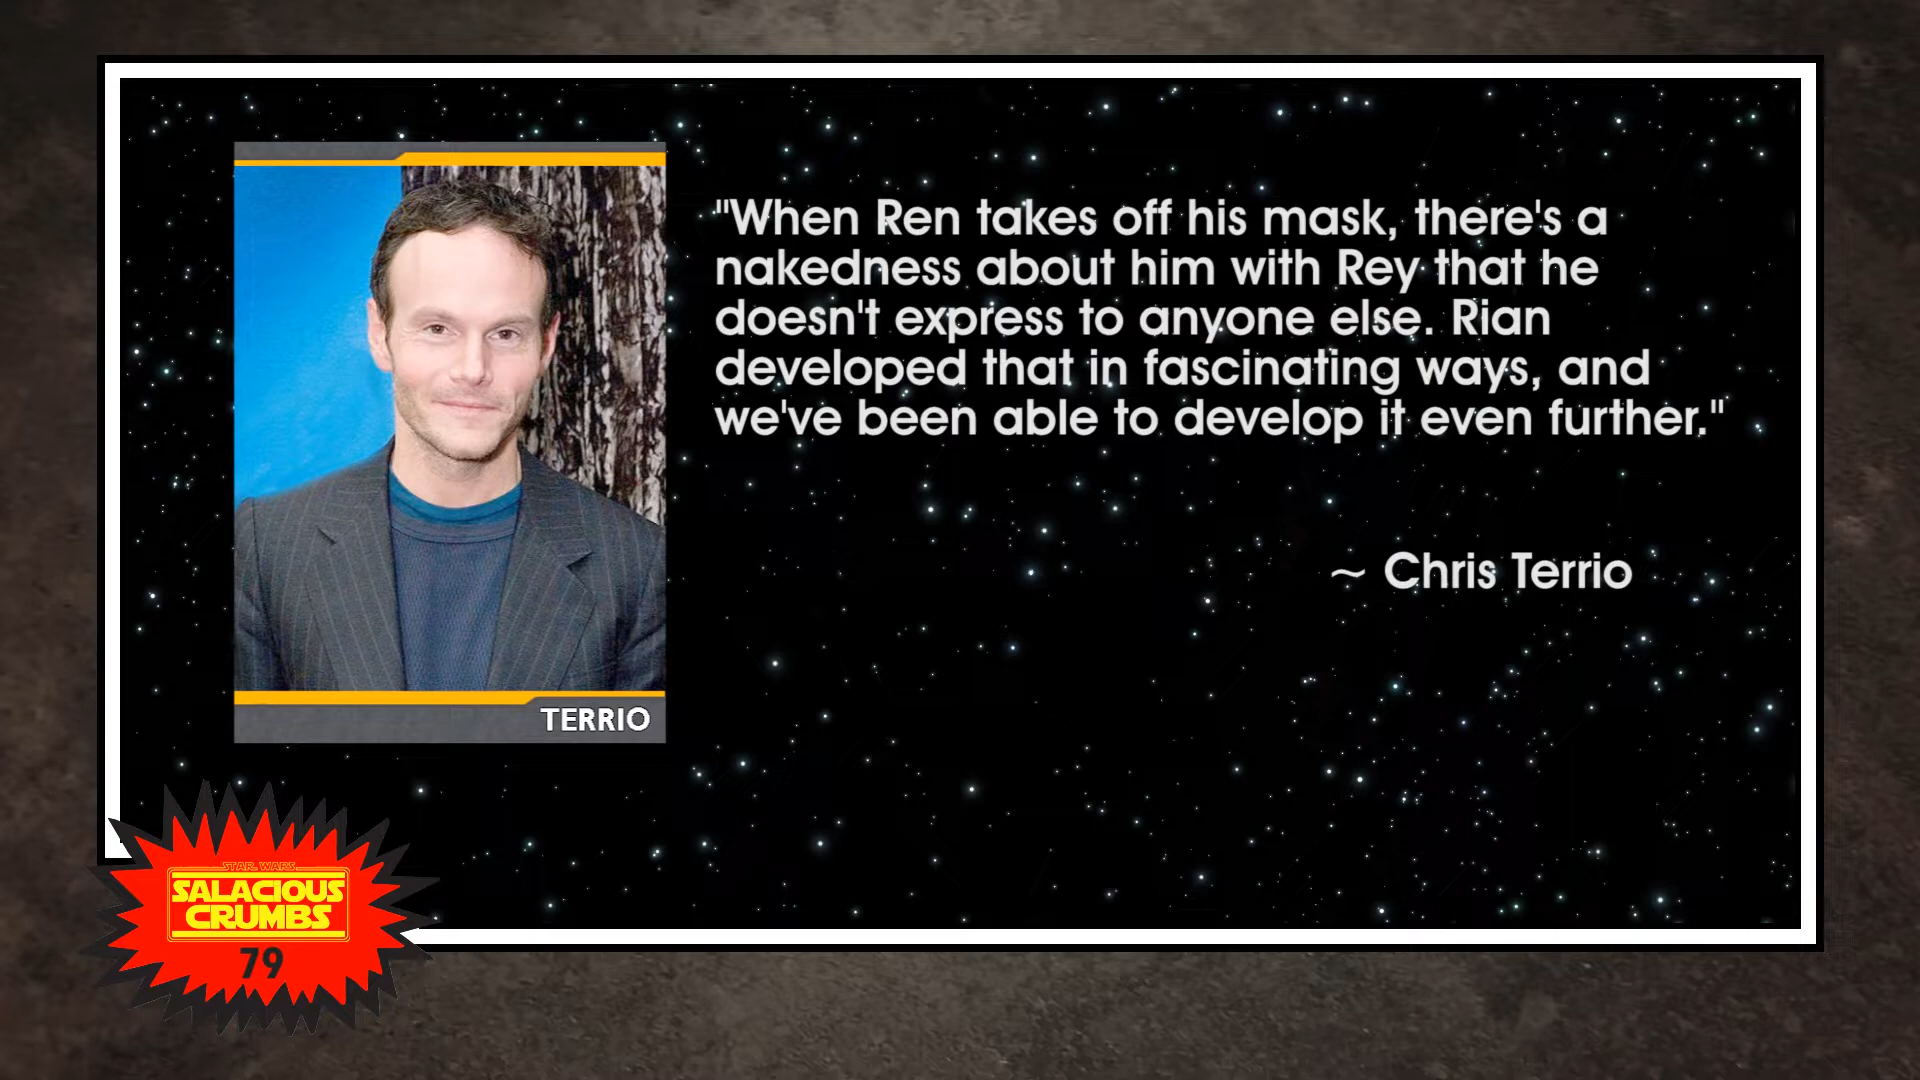 "When Ren takes off his mask, there's a
nakedness about him with Rey that he
doesn't express to anyone else. Rian
developed that in fascinating ways, and
we've been able to develop it even further."
~ Chris Terrio
TERRIO
STAR WARS
SALACIOUS
CRUMBS
79